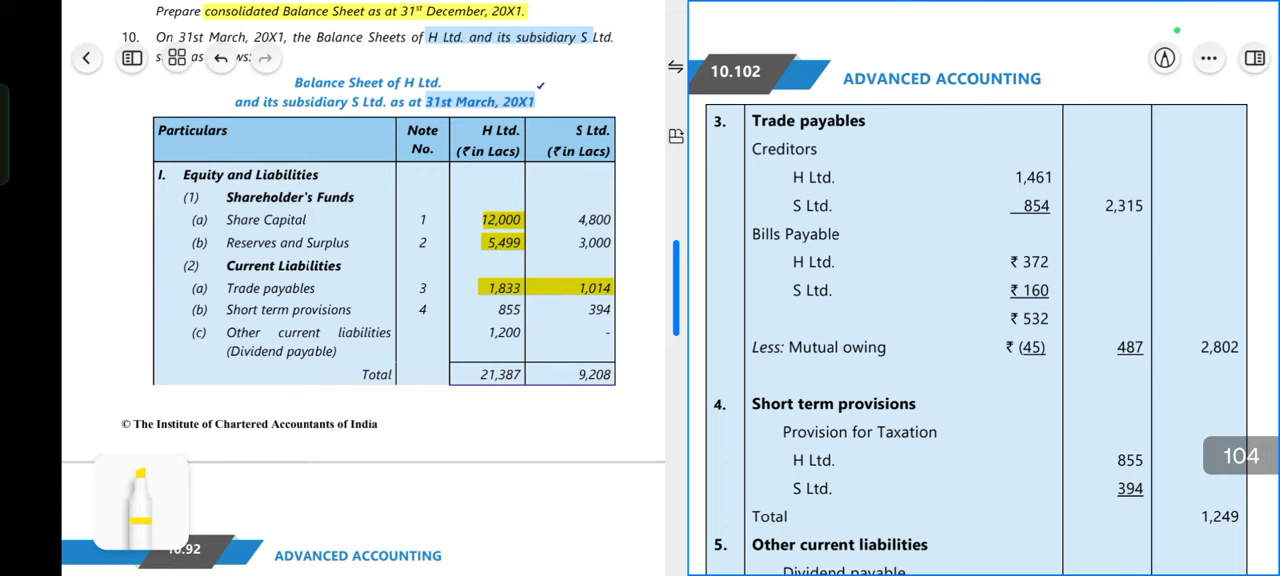 Prepare consolidated Balance Sheet as at 31st December, 20X1.
10. On 31st March, 20X1, the Balance Sheets of H Ltd. and its subsidiary S Ltd.
Balance Sheet of H Ltd.
and its subsidiary S Ltd. as at 31st March, 20X1
Particulars Note No. H Ltd. (₹ in Lacs) S Ltd. (₹ in Lacs)
I. Equity and Liabilities
(1) Shareholder's Funds
(a) Share Capital 1 12,000 4,800
(b) Reserves and Surplus 2 5,499 3,000
(2) Current Liabilities
(a) Trade payables 3 1,833 1,014
(b) Short term provisions 4 855 394
(c) Other current liabilities 1,200 -
(Dividend payable)
Total 21,387 9,208
© The Institute of Chartered Accountants of India
10.92 ADVANCED ACCOUNTING
10.102 ADVANCED ACCOUNTING
3. Trade payables
Creditors
H Ltd. 1,461
S Ltd. 854 2,315
Bills Payable
H Ltd. ₹ 372
S Ltd. ₹ 160
₹ 532
Less: Mutual owing ₹ (45) 487 2,802
4. Short term provisions
Provision for Taxation
H Ltd. 855
S Ltd. 394
Total 1,249
5. Other current liabilities
Dividend payable
104